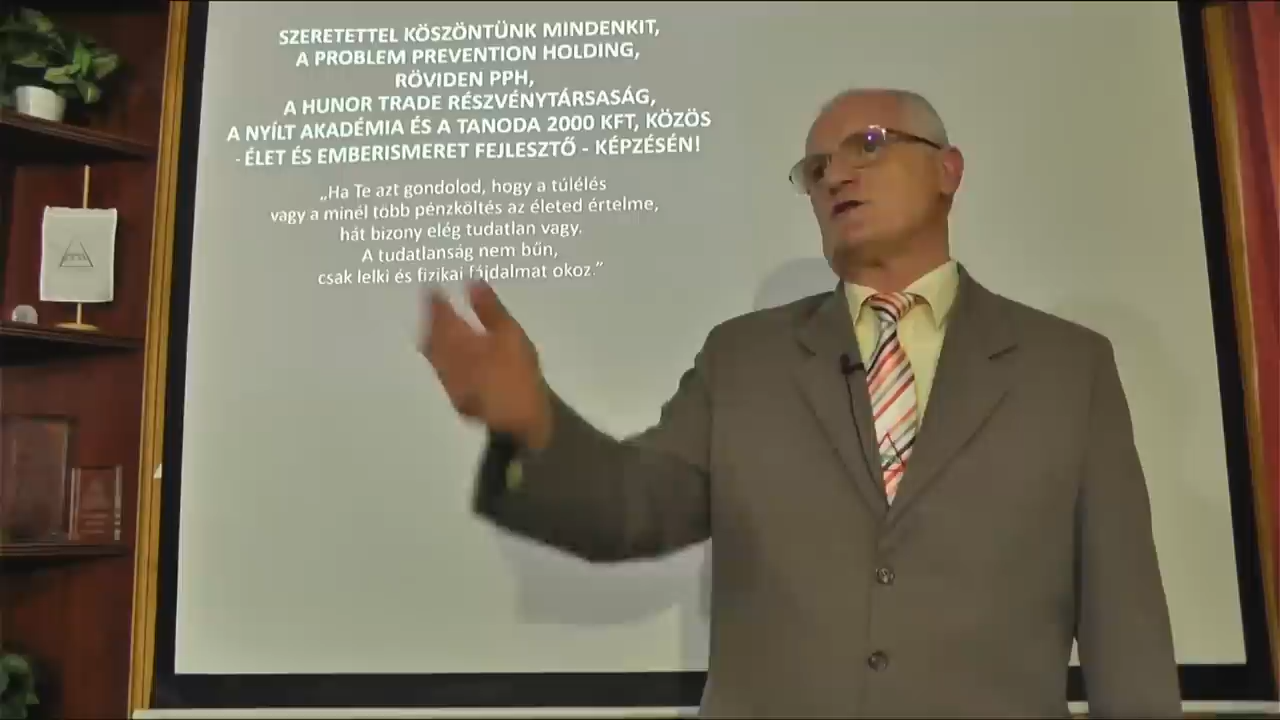 SZERETETTEL KÖSZÖNTÜNK MINDENKIT,
A PROBLEM PREVENTION HOLDING,
RÖVIDEN PPH,
A HUNOR TRADE RÉSZVÉNYTÁRSASÁG,
A NYÍLT AKADÉMIA ÉS A TANODA 2000 KFT, KÖZÖS
- ÉLET ÉS EMBERISMERET FEJLESZTŐ - KÉPZÉSÉN!
„Ha Te azt gondolod, hogy a túlélés
vagy a minél több pénzköltés az életed értelme,
hát bizony elég tudatlan vagy.
A tudatlanság nem bűn,
csak lelki és fizikai fájdalmat okoz.”